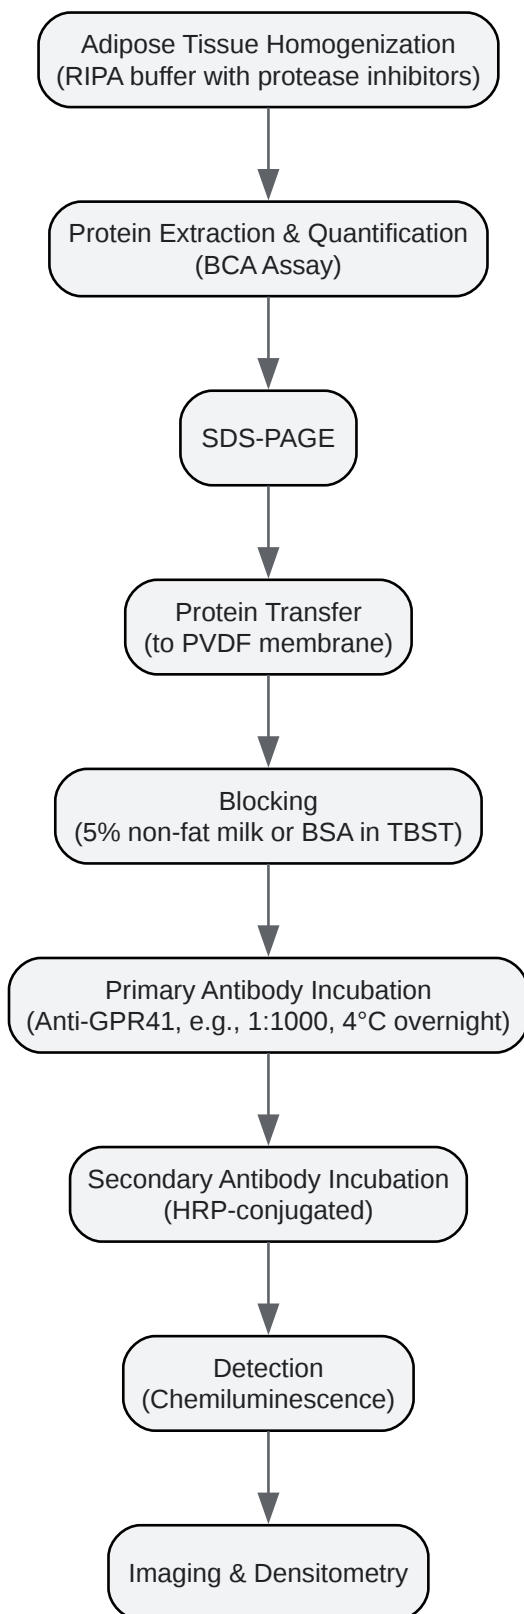 Adipose Tissue Homogenization
(RIPA buffer with protease inhibitors)
Protein Extraction & Quantification
(BCA Assay)
SDS-PAGE
Protein Transfer
(to PVDF membrane)
Blocking
(5% non-fat milk or BSA in TBST)
Primary Antibody Incubation
(Anti-GPR41, e.g., 1:1000, 4°C overnight)
Secondary Antibody Incubation
(HRP-conjugated)
Detection
(Chemiluminescence)
Imaging & Densitometry